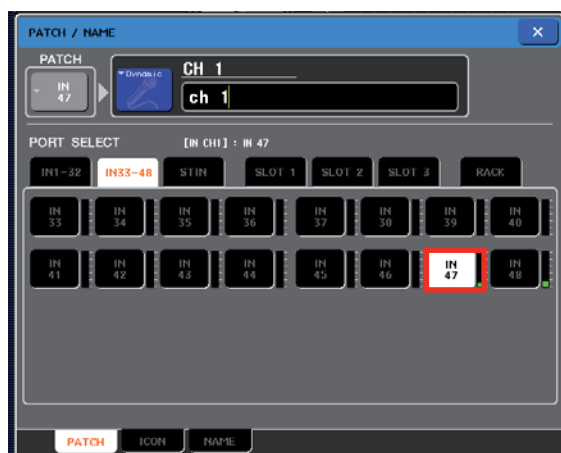 PATCH / NAME
PATCH
IN 47
Dynamic
CH 1
ch 1
PORT SELECT [IN CH1] : IN 47
IN1-32 IN33-48 STIN SLOT 1 SLOT 2 SLOT 3 RACK
IN 33 IN 34 IN 35 IN 36 IN 37 IN 38 IN 39 IN 40
IN 41 IN 42 IN 43 IN 44 IN 45 IN 46 IN 47 IN 48
PATCH ICON NAME